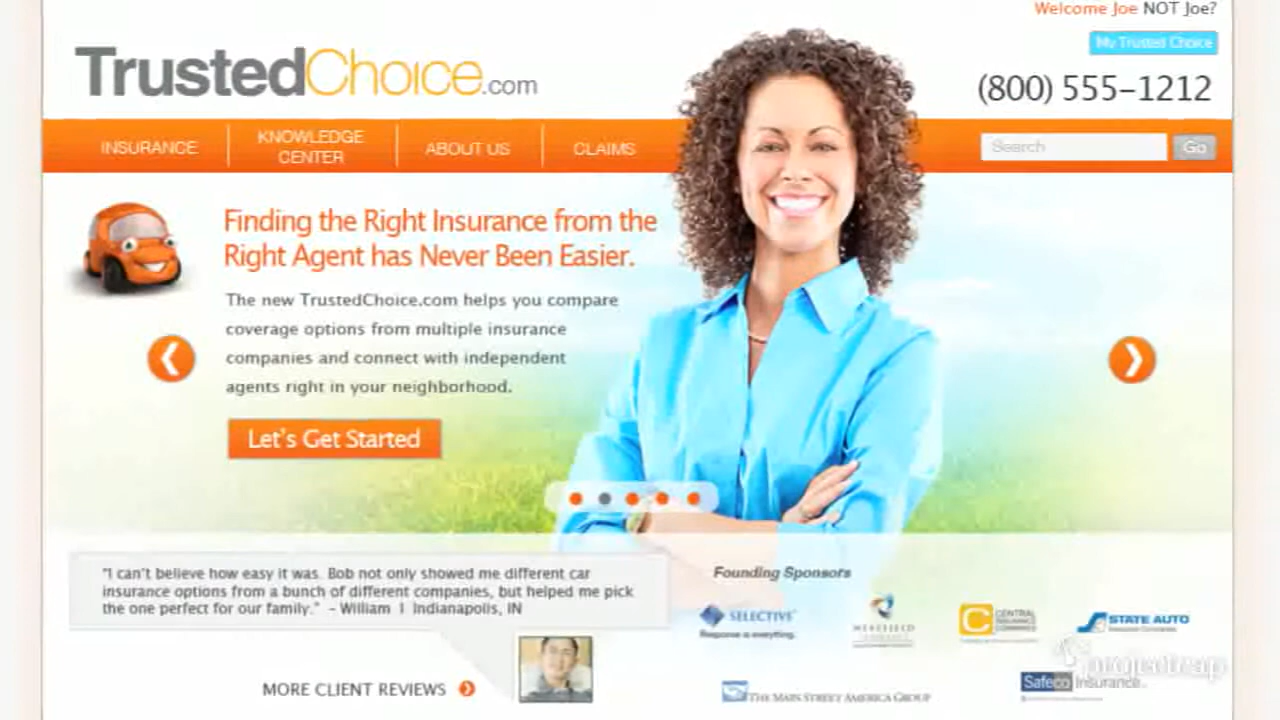 Welcome Joe NOT Joe?
My Trusted Choice
TrustedChoice.com
(800) 555-1212
INSURANCE
KNOWLEDGE
CENTER
ABOUT US
CLAIMS
Search
Go
Finding the Right Insurance from the
Right Agent has Never Been Easier.
The new TrustedChoice.com helps you compare
coverage options from multiple insurance
companies and connect with independent
agents right in your neighborhood.
Let's Get Started
"I can't believe how easy it was. Bob not only showed me different car
insurance options from a bunch of different companies, but helped me pick
the one perfect for our family." - William | Indianapolis, IN
MORE CLIENT REVIEWS
Founding Sponsors
SELECTIVE
CENTRAL
INSURANCE
COMPANIES
STATE AUTO
Insurance Companies
THE MAIN STREET AMERICA GROUP
Safeco Insurance